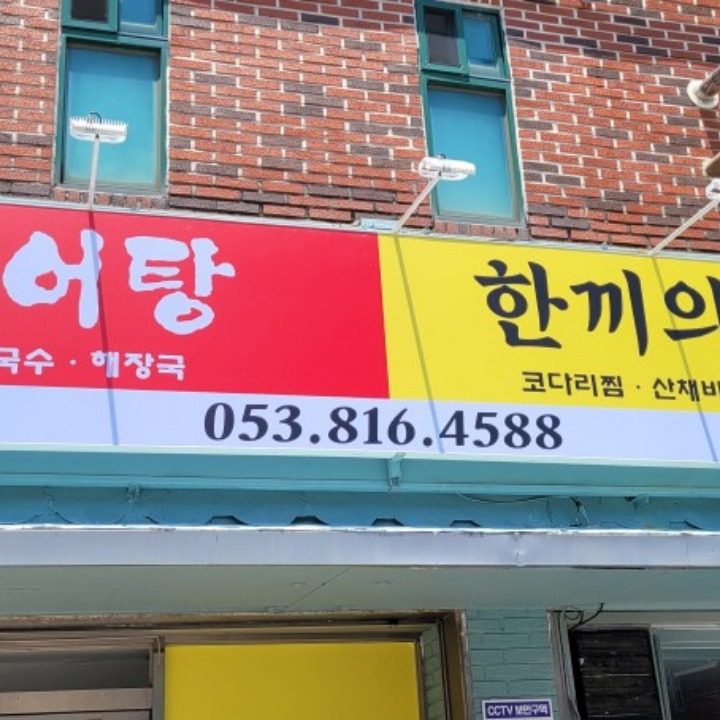 어탕
국수 · 해장국
한끼의
코다리찜 · 산채비
053.816.4588
CCTV 보안구역